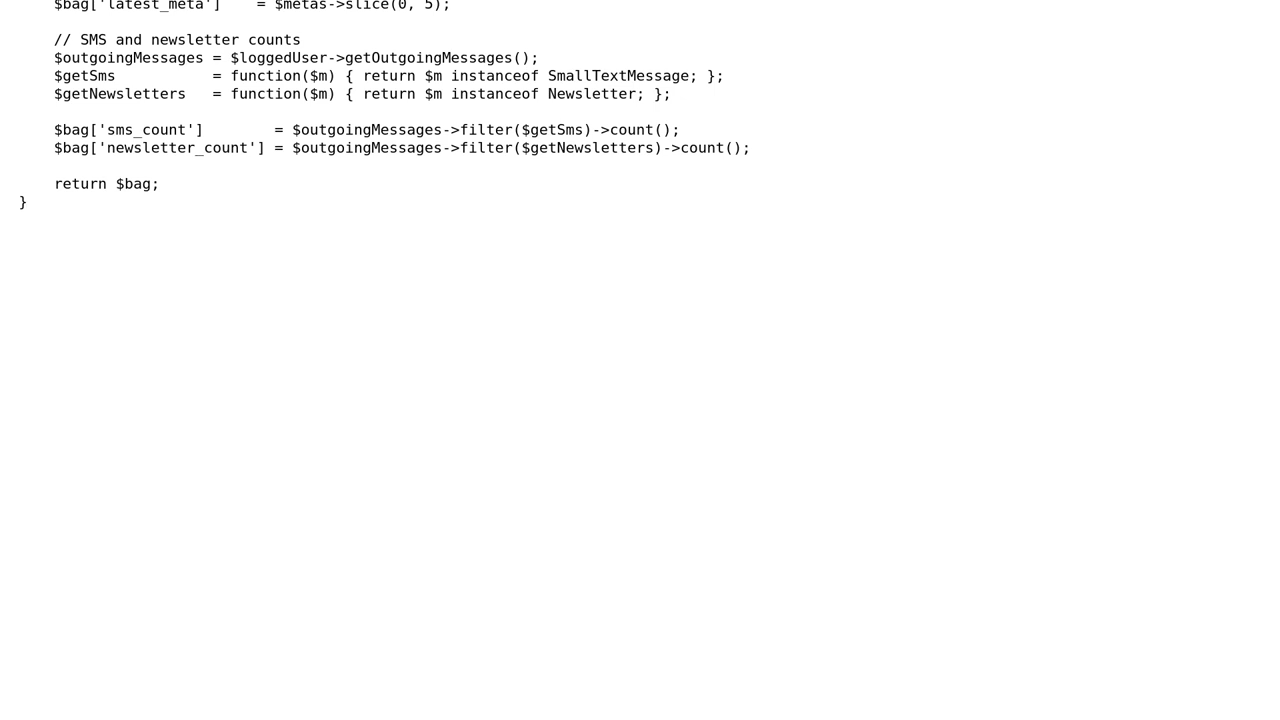 $bag['latest_meta']    = $metas->slice(0, 5);

    // SMS and newsletter counts
    $outgoingMessages = $loggedUser->getOutgoingMessages();
    $getSms           = function($m) { return $m instanceof SmallTextMessage; };
    $getNewsletters   = function($m) { return $m instanceof Newsletter; };

    $bag['sms_count']        = $outgoingMessages->filter($getSms)->count();
    $bag['newsletter_count'] = $outgoingMessages->filter($getNewsletters)->count();

    return $bag;
}